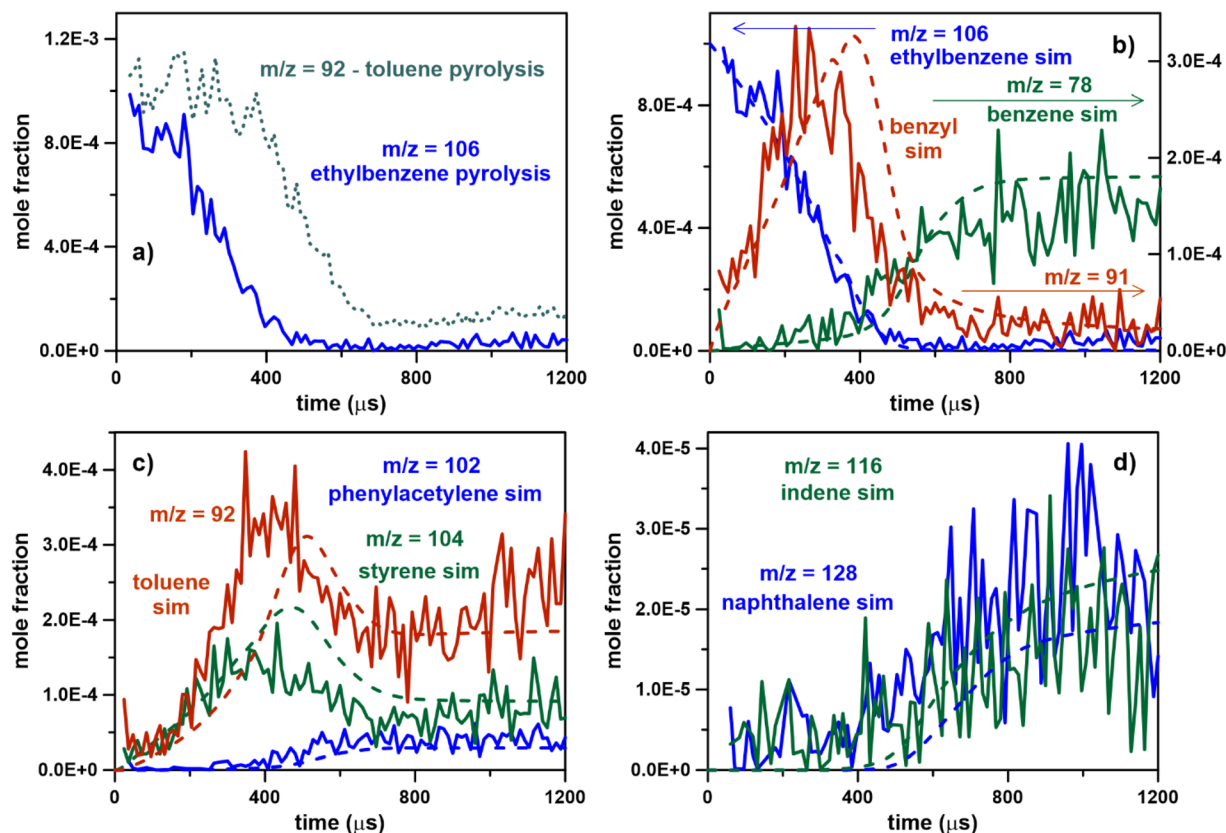 1.2E-3
8.0E-4
4.0E-4
0.0E+0
mole fraction
m/z = 92 - toluene pyrolysis
m/z = 106
ethylbenzene pyrolysis
a)
0
400
800
1200
time (μs)
8.0E-4
4.0E-4
0.0E+0
mole fraction
m/z = 106
ethylbenzene sim
b)
m/z = 78
benzene sim
benzyl
sim
m/z = 91
3.0E-4
2.0E-4
1.0E-4
0.0E+0
0
400
800
1200
time (μs)
4.0E-4
3.0E-4
2.0E-4
1.0E-4
0.0E+0
mole fraction
c)
m/z = 102
phenylacetylene sim
m/z = 92
m/z = 104
styrene sim
toluene
sim
0
400
800
1200
time (μs)
4.0E-5
3.0E-5
2.0E-5
1.0E-5
0.0E+0
mole fraction
m/z = 116
indene sim
d)
m/z = 128
naphthalene sim
0
400
800
1200
time (μs)